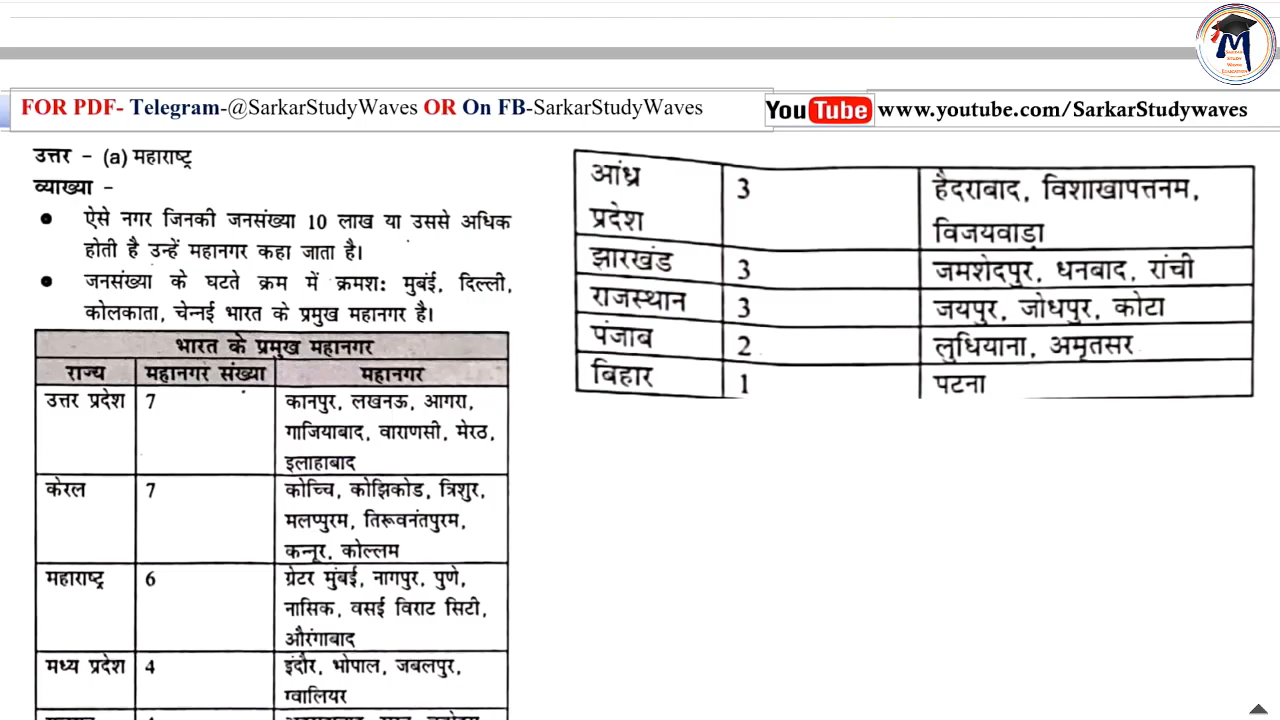 FOR PDF- Telegram-@SarkarStudyWaves OR On FB-SarkarStudyWaves
You Tube www.youtube.com/SarkarStudywaves
उत्तर - (a) महाराष्ट्र
व्याख्या -
● ऐसे नगर जिनकी जनसंख्या 10 लाख या उससे अधिक
होती है उन्हें महानगर कहा जाता है।
● जनसंख्या के घटते क्रम में क्रमशः मुबंई, दिल्ली,
कोलकाता, चेन्नई भारत के प्रमुख महानगर है।
भारत के प्रमुख महानगर
राज्य महानगर संख्या महानगर
उत्तर प्रदेश 7 कानपुर, लखनऊ, आगरा,
गाजियाबाद, वाराणसी, मेरठ,
इलाहाबाद
केरल 7 कोच्चि, कोझिकोड, त्रिशुर,
मलप्पुरम, तिरूवनंतपुरम,
कन्नूर, कोल्लम
महाराष्ट्र 6 ग्रेटर मुंबई, नागपुर, पुणे,
नासिक, वसई विराट सिटी,
औरंगाबाद
मध्य प्रदेश 4 इंदौर, भोपाल, जबलपुर,
ग्वालियर
आंध्र 3 हैदराबाद, विशाखापत्तनम,
प्रदेश विजयवाड़ा
झारखंड 3 जमशेदपुर, धनबाद, रांची
राजस्थान 3 जयपुर, जोधपुर, कोटा
पंजाब 2 लुधियाना, अमृतसर
बिहार 1 पटना